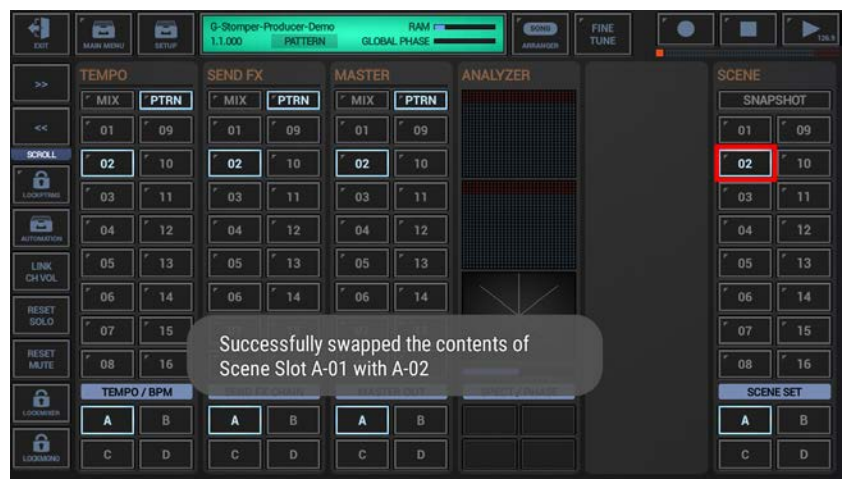 G-Stomper-Producer-Demo RAM
1.1.000 PATTERN GLOBAL PHASE
EXIT
MAIN MENU
SETUP
SONG
ARRANGER
FINE
TUNE
126.9
>>
<<
SCROLL
LOCKPTRNS
AUTOMATION
LINK
CH VOL
RESET
SOLO
RESET
MUTE
LOCKMIXER
LOCKMONO
TEMPO
MIX PTRN
01 09
02 10
03 11
04 12
05 13
06 14
07 15
08 16
TEMPO / BPM
A B
C D
SEND FX
MIX PTRN
01 09
02 10
03 11
04 12
05 13
06 14
A B
C D
MASTER
MIX PTRN
01 09
02 10
03 11
04 12
05 13
06 14
A B
C D
ANALYZER
SCENE
SNAPSHOT
01 09
02 10
03 11
04 12
05 13
06 14
07 15
08 16
SCENE SET
A B
C D
Successfully swapped the contents of
Scene Slot A-01 with A-02